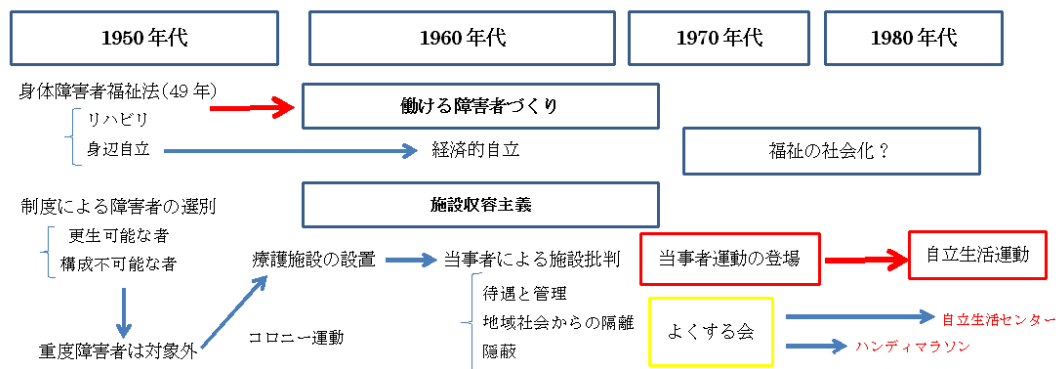 1950年代
1960年代
1970年代
1980年代
身体障害者福祉法(49年)
リハビリ
身辺自立
働ける障害者づくり
経済的自立
福祉の社会化？
制度による障害者の選別
更生可能な者
構成不可能な者
重度障害者は対象外
施設収容主義
療護施設の設置
コロニー運動
当事者による施設批判
待遇と管理
地域社会からの隔離
隠蔽
当事者運動の登場
自立生活運動
よくする会
自立生活センター
ハンディマラソン